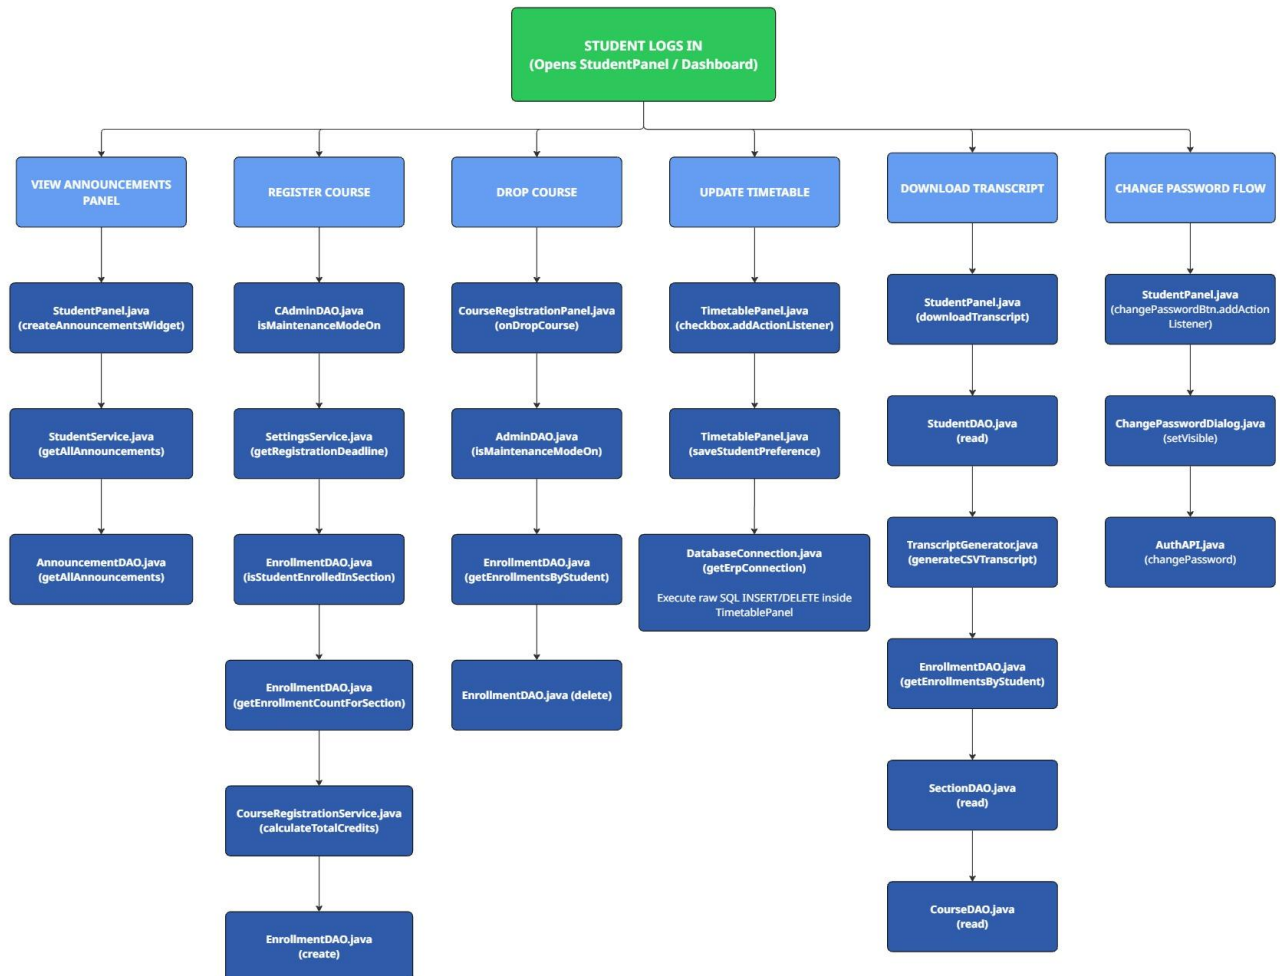 STUDENT LOGS IN
(Opens StudentPanel / Dashboard)
VIEW ANNOUNCEMENTS
PANEL
StudentPanel.java
(createAnnouncementsWidget)
StudentService.java
(getAllAnnouncements)
AnnouncementDAO.java
(getAllAnnouncements)
REGISTER COURSE
CAdminDAO.java
isMaintenanceModeOn
SettingsService.java
(getRegistrationDeadline)
EnrollmentDAO.java
(isStudentEnrolledInSection)
EnrollmentDAO.java
(getEnrollmentCountForSection)
CourseRegistrationService.java
(calculateTotalCredits)
EnrollmentDAO.java
(create)
DROP COURSE
CourseRegistrationPanel.java
(onDropCourse)
AdminDAO.java
(isMaintenanceModeOn)
EnrollmentDAO.java
(getEnrollmentsByStudent)
EnrollmentDAO.java (delete)
UPDATE TIMETABLE
TimetablePanel.java
(checkbox.addActionListener)
TimetablePanel.java
(saveStudentPreference)
DatabaseConnection.java
(getErpConnection)
Execute raw SQL INSERT/DELETE inside
TimetablePanel
DOWNLOAD TRANSCRIPT
StudentPanel.java
(downloadTranscript)
StudentDAO.java
(read)
TranscriptGenerator.java
(generateCSVTranscript)
EnrollmentDAO.java
(getEnrollmentsByStudent)
SectionDAO.java
(read)
CourseDAO.java
(read)
CHANGE PASSWORD FLOW
StudentPanel.java
(changePasswordBtn.addAction
Listener)
ChangePasswordDialog.java
(setVisible)
AuthAPI.java
(changePassword)